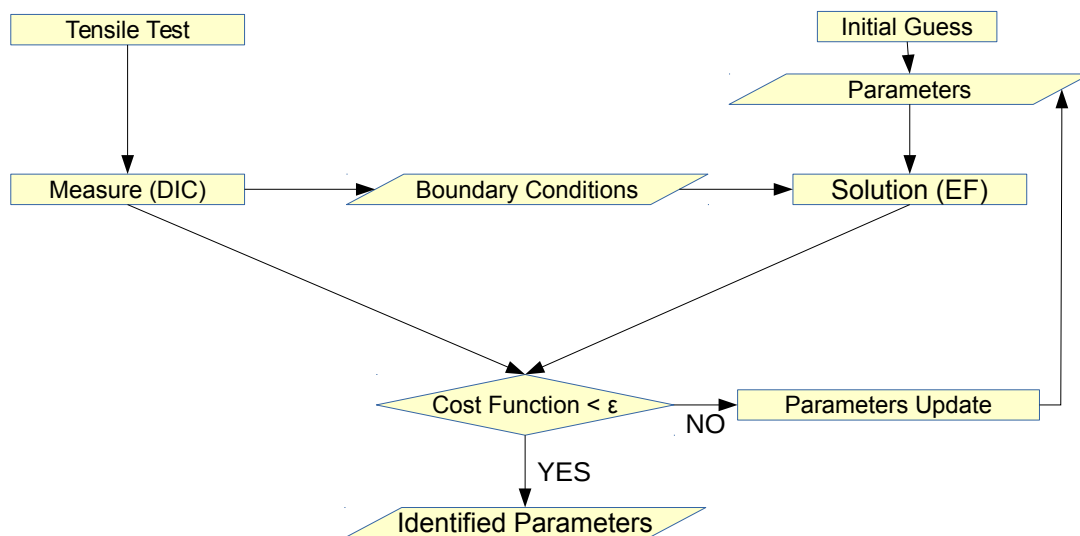 Tensile Test
Initial Guess
Parameters
Measure (DIC)
Boundary Conditions
Solution (EF)
Cost Function < ε
NO
Parameters Update
YES
Identified Parameters